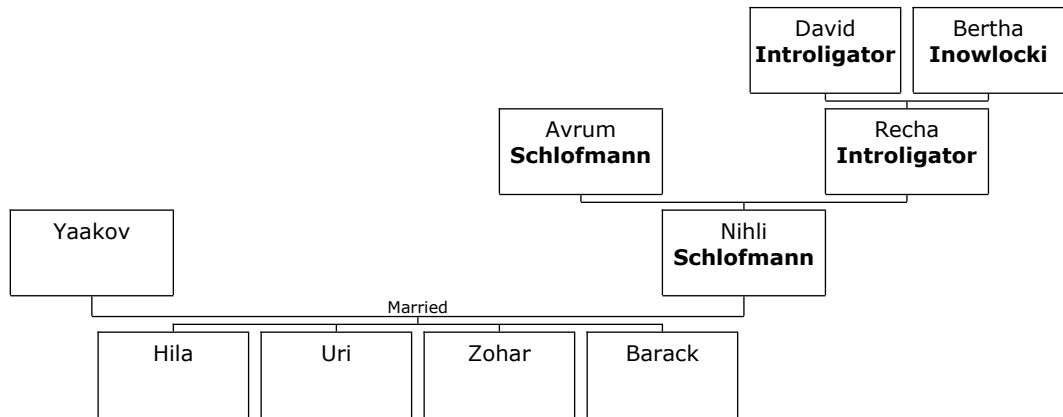 David
Introligator
Bertha
Inowlocki
Avrum
Schlofmann
Recha
Introligator
Yaakov
Nihli
Schlofmann
Married
Hila
Uri
Zohar
Barack